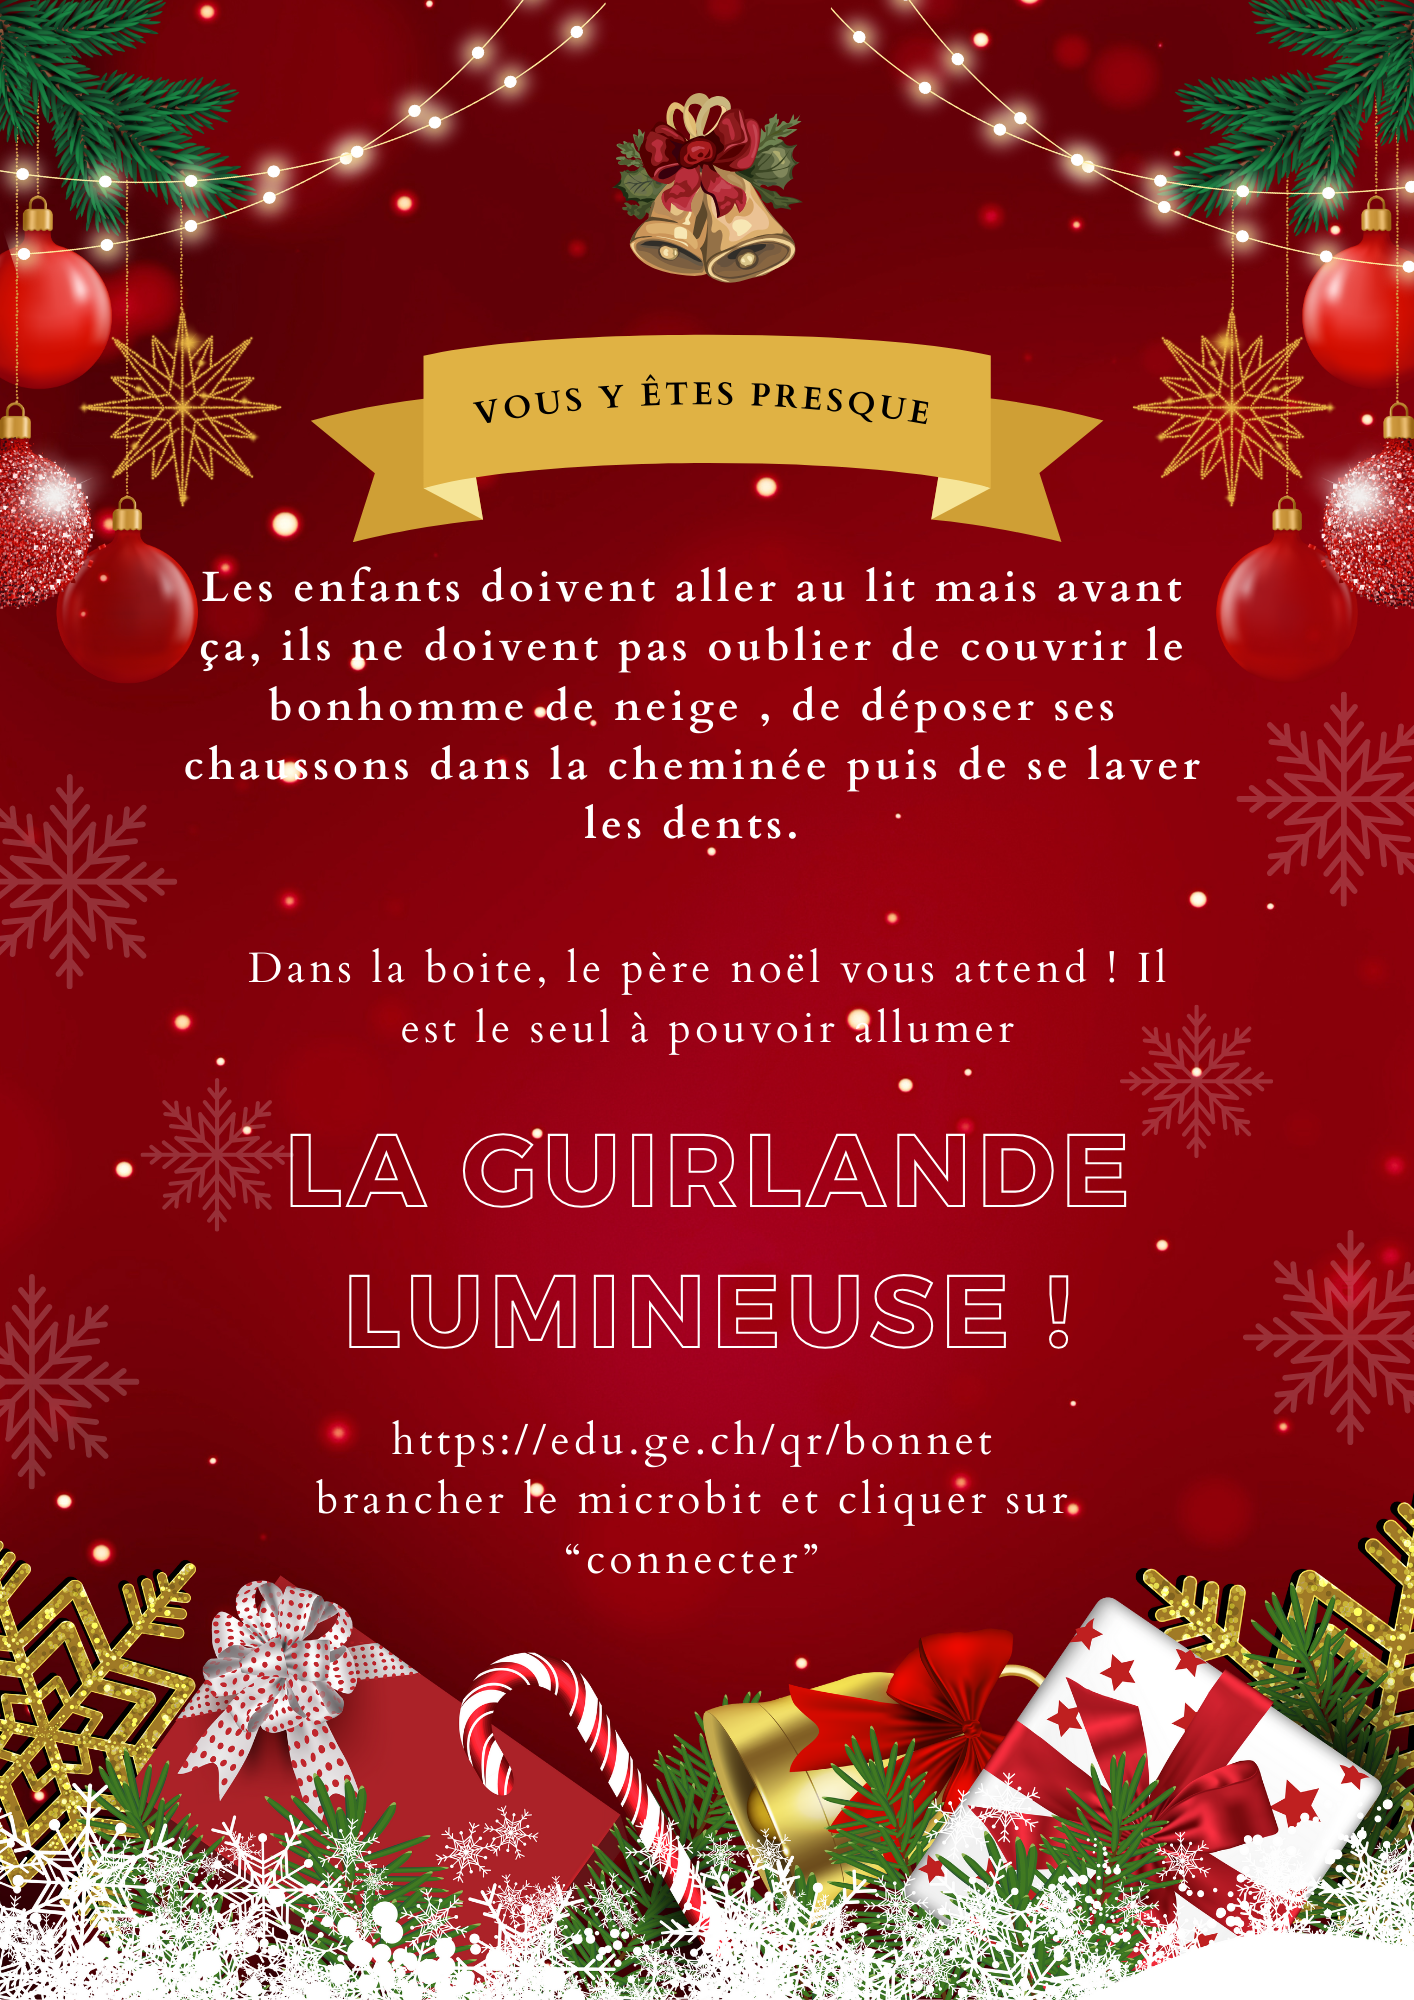 VOUS Y ÊTES PRESQUE
Les enfants doivent aller au lit mais avant
ça, ils ne doivent pas oublier de couvrir le
bonhomme de neige , de déposer ses
chaussons dans la cheminée puis de se laver
les dents.
Dans la boite, le père noël vous attend ! Il
est le seul à pouvoir allumer
LA GUIRLANDE
LUMINEUSE !
https://edu.ge.ch/qr/bonnet
brancher le microbit et cliquer sur
“connecter”